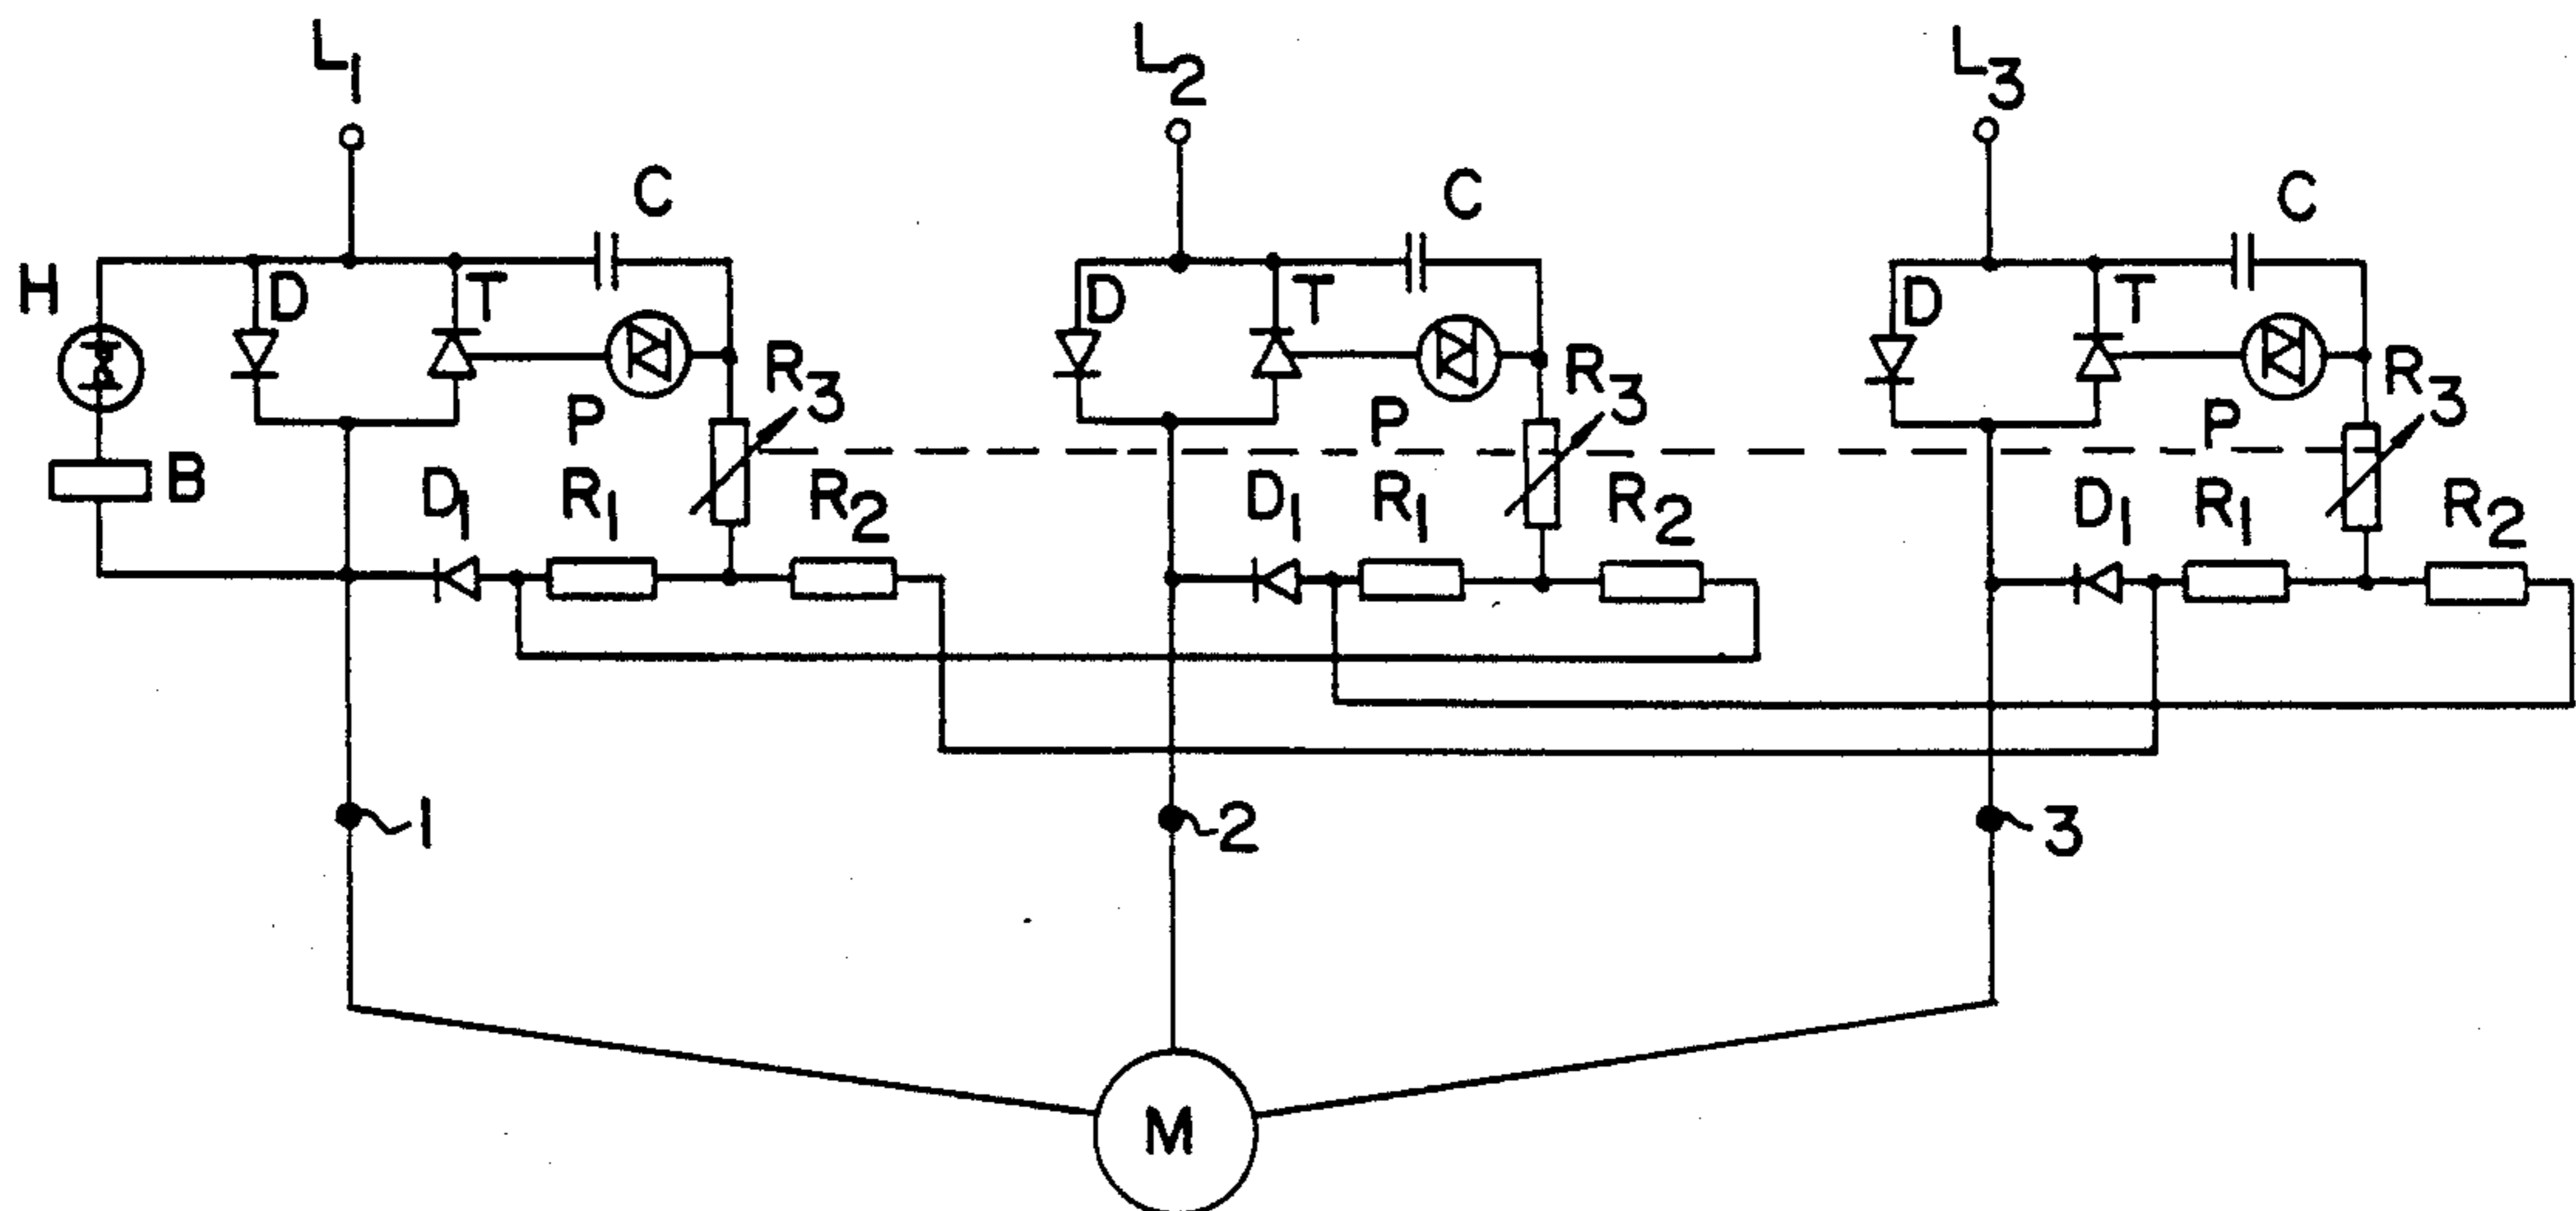 L1 L2 L3
C C C
H D T D T D T
R3 R3 R3
P P P
B D1 R1 R2 D1 R1 R2 D1 R1 R2
1 2 3
M